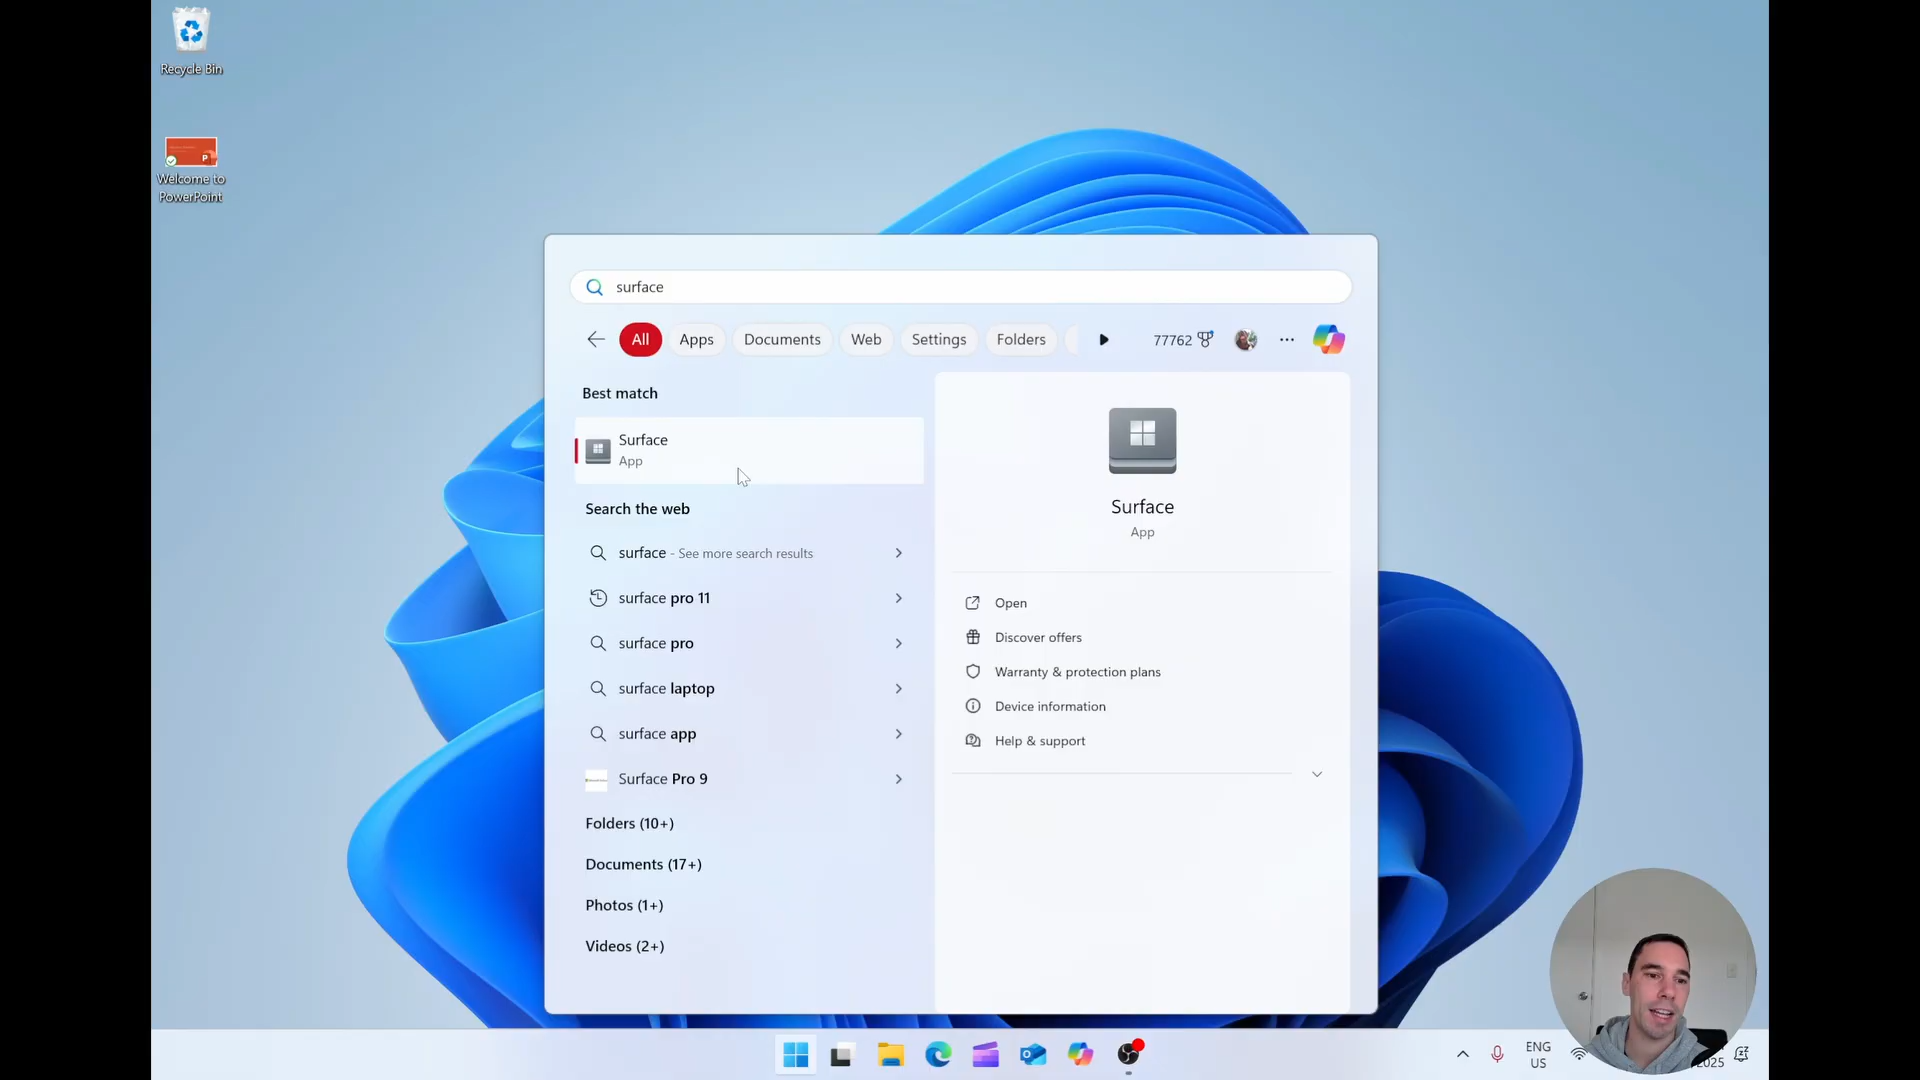 Recycle Bin
P
Welcome to
PowerPoint
surface
All
Apps
Documents
Web
Settings
Folders
77762
Best match
Surface
App
Search the web
surface - See more search results
surface pro 11
surface pro
surface laptop
surface app
Surface Pro 9
Folders (10+)
Documents (17+)
Photos (1+)
Videos (2+)
Surface
App
Open
Discover offers
Warranty & protection plans
Device information
Help & support
ENG
US
2025